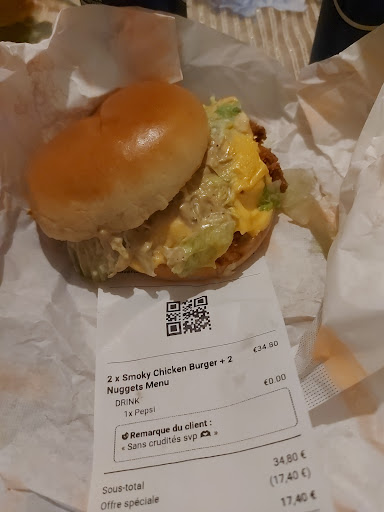 2 x Smoky Chicken Burger + 2 €34.80
Nuggets Menu
DRINK €0.00
1x Pepsi
Remarque du client :
« Sans crudités svp 🫶 »
Sous-total 34,80 €
Offre spéciale (17,40 €)
17,40 €